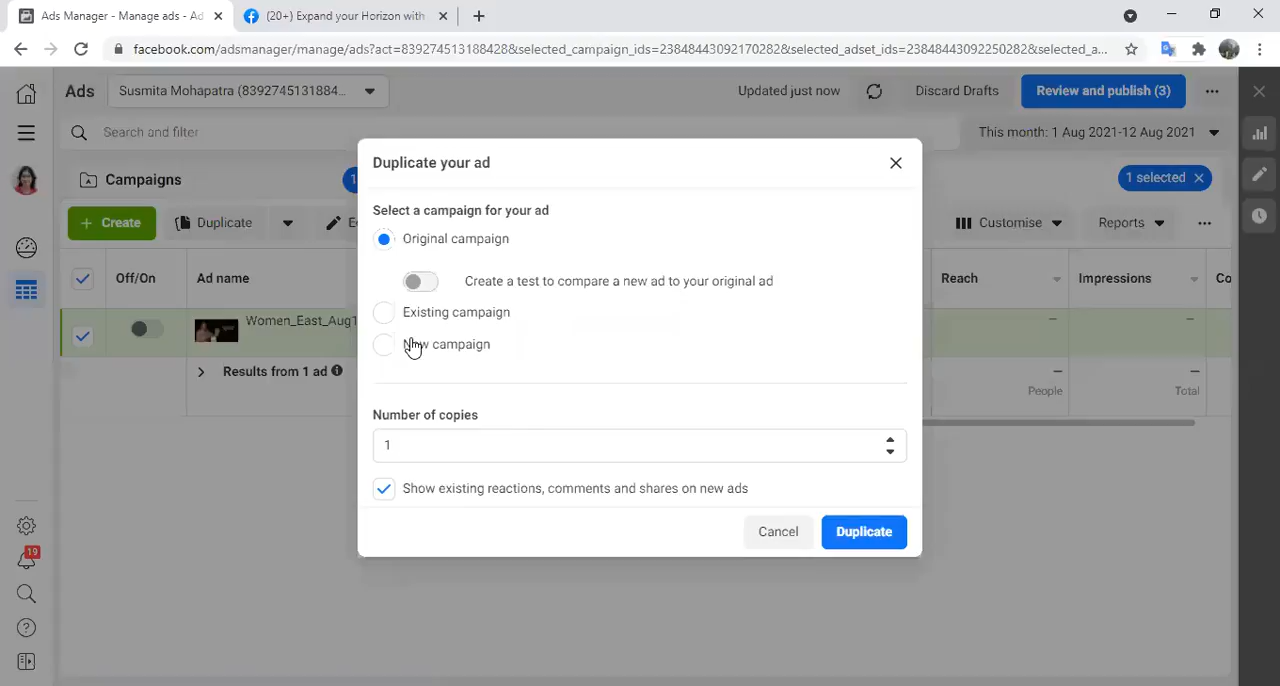 Ads Manager - Manage ads - Ad
(20+) Expand your Horizon with
facebook.com/adsmanager/manage/ads?act=839274513188428&selected_campaign_ids=23848443092170282&selected_adset_ids=23848443092250282&selected_a...
Ads
Susmita Mohapatra (8392745131884...
Updated just now
Discard Drafts
Review and publish (3)
Search and filter
This month: 1 Aug 2021-12 Aug 2021
Campaigns
1
1 selected
+ Create
Duplicate
E
Customise
Reports
Off/On
Ad name
Reach
Impressions
Co
Women_East_Aug1
—
—
Results from 1 ad
—
People
—
Total
19
Duplicate your ad
Select a campaign for your ad
Original campaign
Create a test to compare a new ad to your original ad
Existing campaign
New campaign
Number of copies
1
Show existing reactions, comments and shares on new ads
Cancel
Duplicate